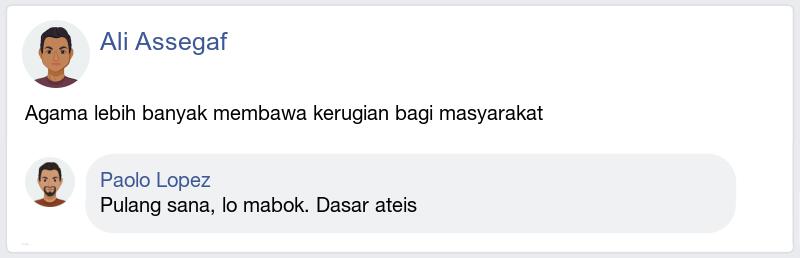 Ali Assegaf
Agama lebih banyak membawa kerugian bagi masyarakat
Paolo Lopez
Pulang sana, lo mabok. Dasar ateis